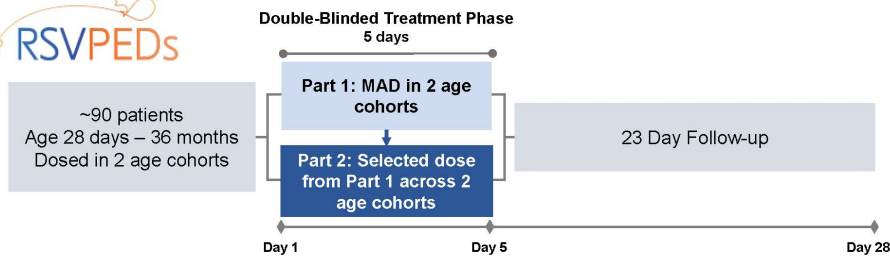 RSVPEDs
Double-Blinded Treatment Phase
5 days
~90 patients
Age 28 days – 36 months
Dosed in 2 age cohorts
Part 1: MAD in 2 age
cohorts
Part 2: Selected dose
from Part 1 across 2
age cohorts
23 Day Follow-up
Day 1
Day 5
Day 28